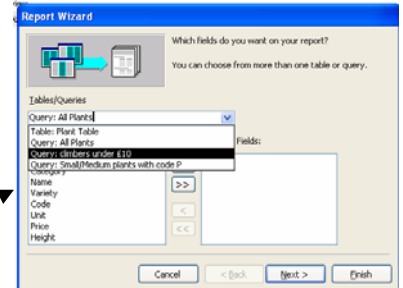 Report Wizard
Which fields do you want on your report?
You can choose from more than one table or query.
Tables/Queries
Query: All Plants
Table: Plant Table
Query: All Plants
Query: climbers under £10
Query: Small/Medium plants with code P
Fields:
Category
Name
Variety
Code
Unit
Price
Height
>>
<
<<
Cancel
< Back
Next >
Finish